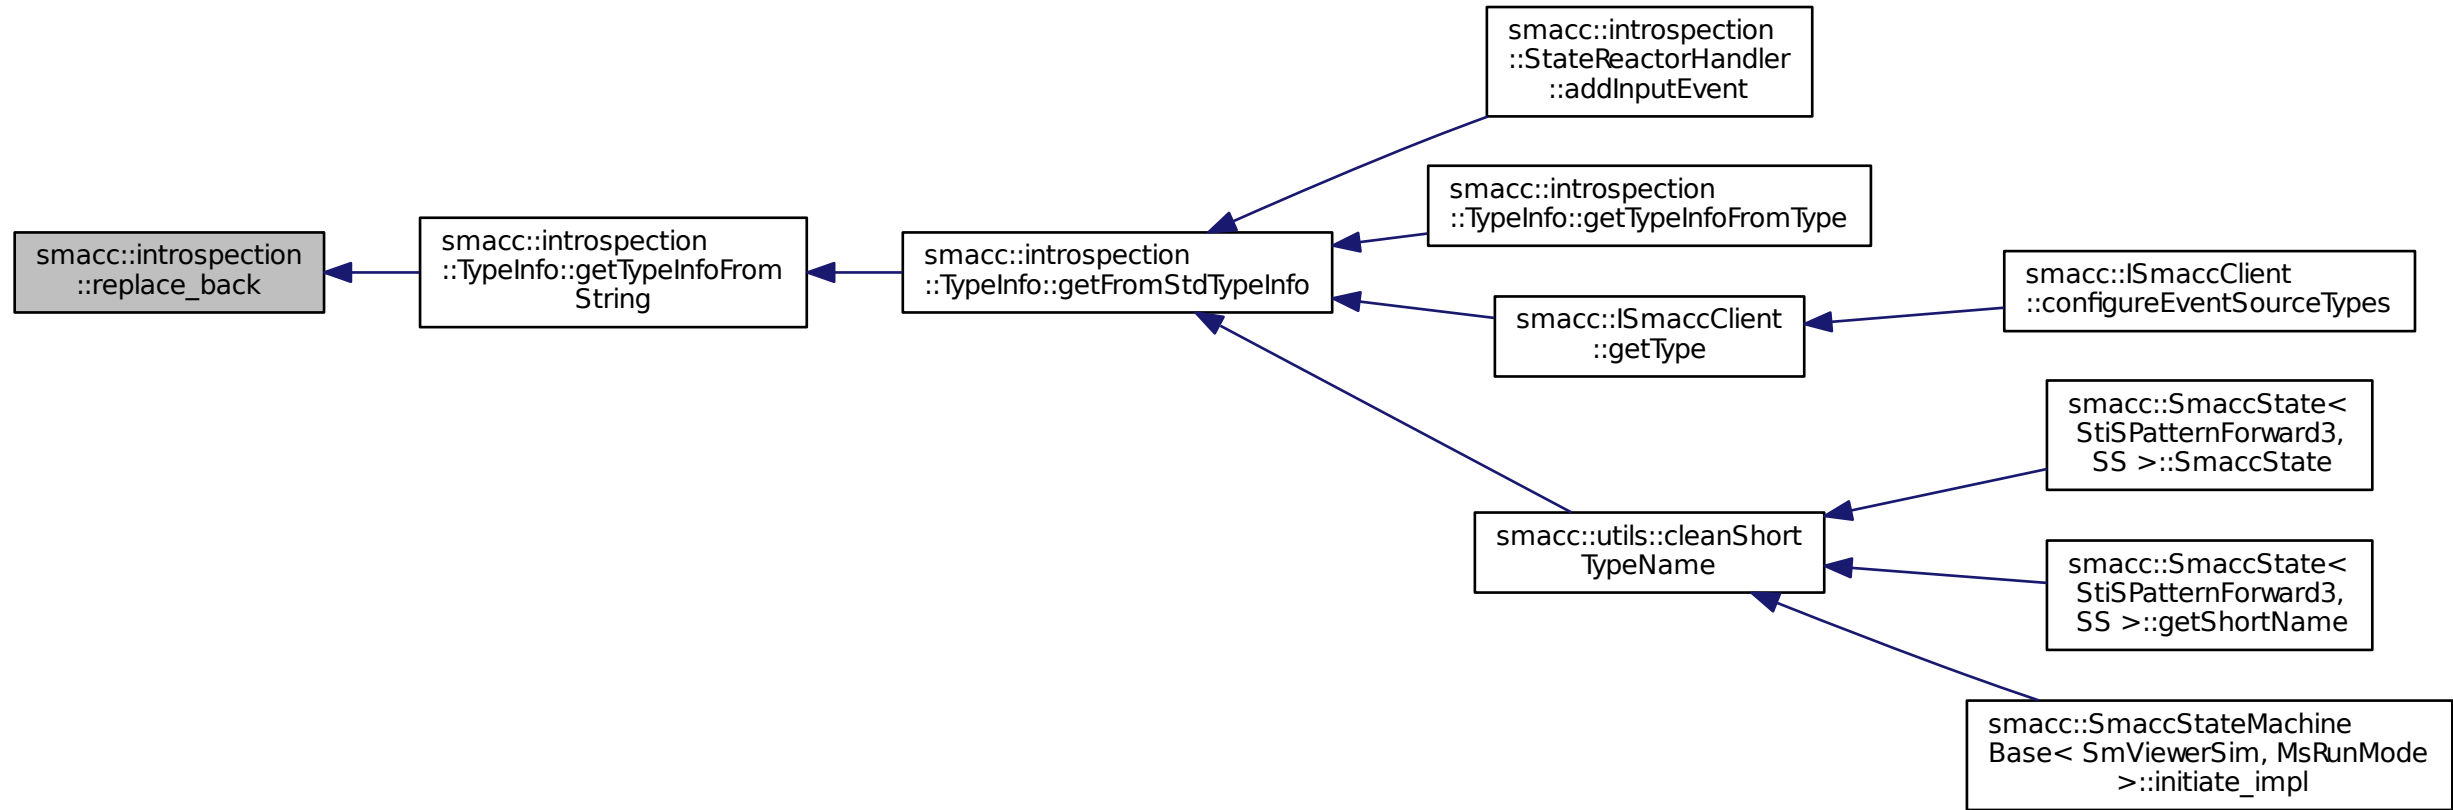 smacc::introspection
::replace_back
smacc::introspection
::TypeInfo::getTypeInfoFrom
String
smacc::introspection
::TypeInfo::getFromStdTypeInfo
smacc::introspection
::StateReactorHandler
::addInputEvent
smacc::introspection
::TypeInfo::getTypeInfoFromType
smacc::ISmaccClient
::getType
smacc::ISmaccClient
::configureEventSourceTypes
smacc::utils::cleanShort
TypeName
smacc::SmaccState<
StiSPatternForward3,
SS >::SmaccState
smacc::SmaccState<
StiSPatternForward3,
SS >::getShortName
smacc::SmaccStateMachine
Base< SmViewerSim, MsRunMode
>::initiate_impl